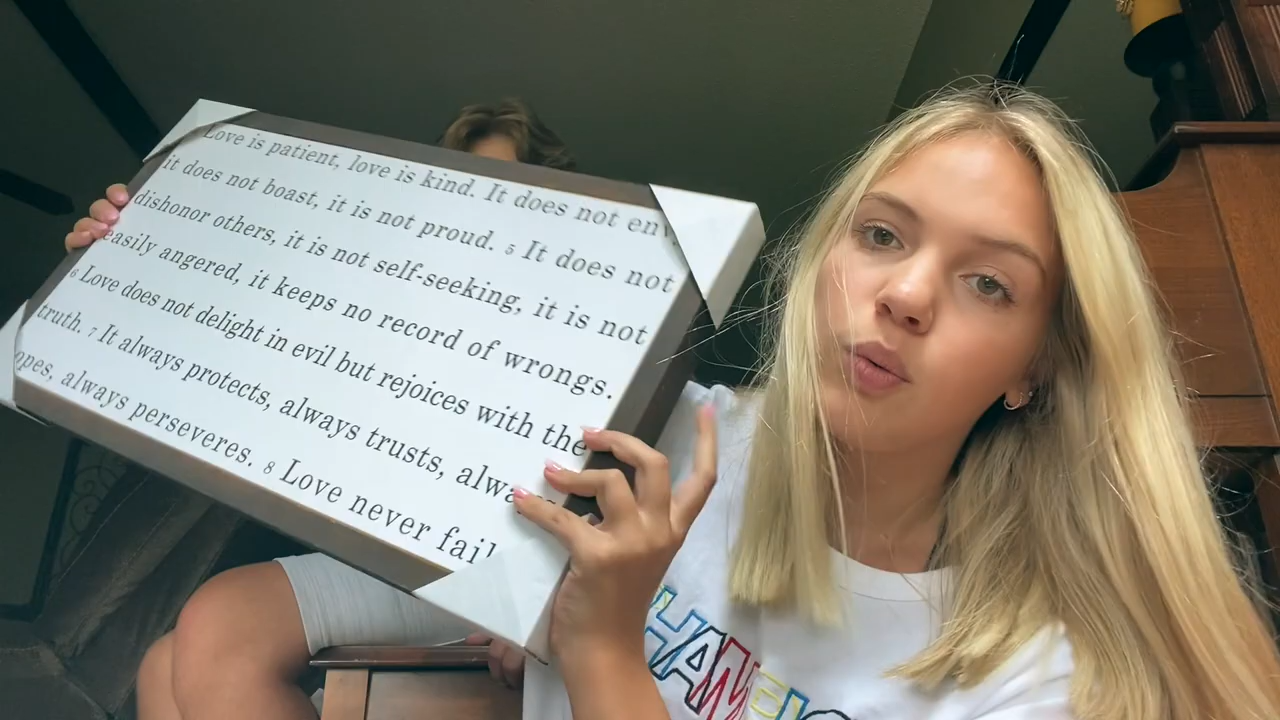 Love is patient, love is kind. It does not env
it does not boast, it is not proud. 5 It does not
dishonor others, it is not self-seeking, it is not
easily angered, it keeps no record of wrongs.
6 Love does not delight in evil but rejoices with the
truth. 7 It always protects, always trusts, alwa
opes, always perseveres. 8 Love never fail
HAMPIO